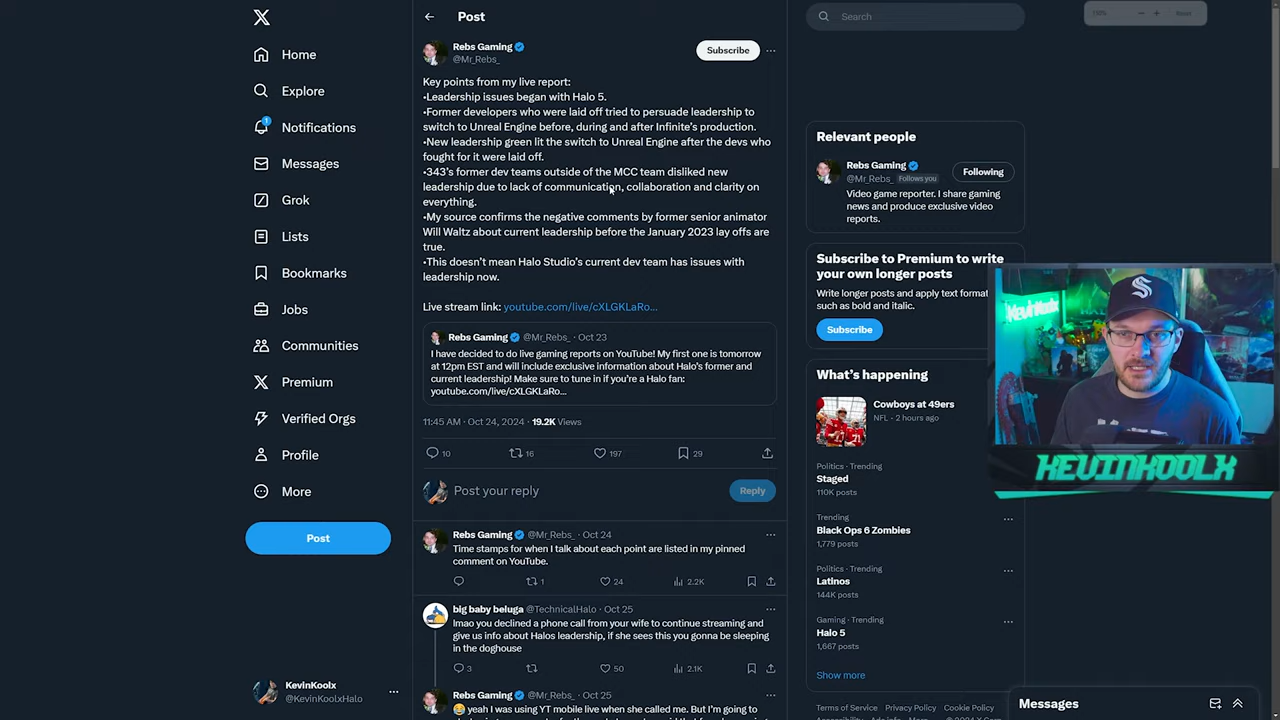 Home
Explore
Notifications
Messages
Grok
Lists
Bookmarks
Jobs
Communities
Premium
Verified Orgs
Profile
More
Post
KevinKoolx
@KevinKoolxHalo
Post
Rebs Gaming
@Mr_Rebs_
Subscribe
Key points from my live report:
•Leadership issues began with Halo 5.
•Former developers who were laid off tried to persuade leadership to
switch to Unreal Engine before, during and after Infinite's production.
•New leadership green lit the switch to Unreal Engine after the devs who
fought for it were laid off.
•343's former dev teams outside of the MCC team disliked new
leadership due to lack of communication, collaboration and clarity on
everything.
•My source confirms the negative comments by former senior animator
Will Waltz about current leadership before the January 2023 lay offs are
true.
•This doesn't mean Halo Studio's current dev team has issues with
leadership now.
Live stream link: youtube.com/live/cXLGKLaRo...
Rebs Gaming @Mr_Rebs_ · Oct 23
I have decided to do live gaming reports on YouTube! My first one is tomorrow
at 12pm EST and will include exclusive information about Halo's former and
current leadership! Make sure to tune in if you're a Halo fan:
youtube.com/live/cXLGKLaRo...
11:45 AM · Oct 24, 2024 · 19.2K Views
10 16 197 29
Post your reply
Reply
Rebs Gaming @Mr_Rebs_ · Oct 24
Time stamps for when I talk about each point are listed in my pinned
comment on YouTube.
1 24 2.2K
big baby beluga @TechnicalHalo · Oct 25
lmao you declined a phone call from your wife to continue streaming and
give us info about Halos leadership, if she sees this you gonna be sleeping
in the doghouse
3 50 2.1K
Rebs Gaming @Mr_Rebs_ · Oct 25
yeah I was using YT mobile live when she called me. But I'm going to
Search
110%
Reset
Relevant people
Rebs Gaming
@Mr_Rebs_ Follows you
Following
Video game reporter. I share gaming
news and produce exclusive video
reports.
Subscribe to Premium to write
your own longer posts
Write longer posts and apply text format
such as bold and italic.
Subscribe
What's happening
Cowboys at 49ers
NFL · 2 hours ago
Politics · Trending
Staged
110K posts
Trending
Black Ops 6 Zombies
1,779 posts
Politics · Trending
Latinos
144K posts
Gaming · Trending
Halo 5
1,667 posts
Show more
Terms of Service Privacy Policy Cookie Policy
KevinKoolx
KEVINKOOLX
Messages